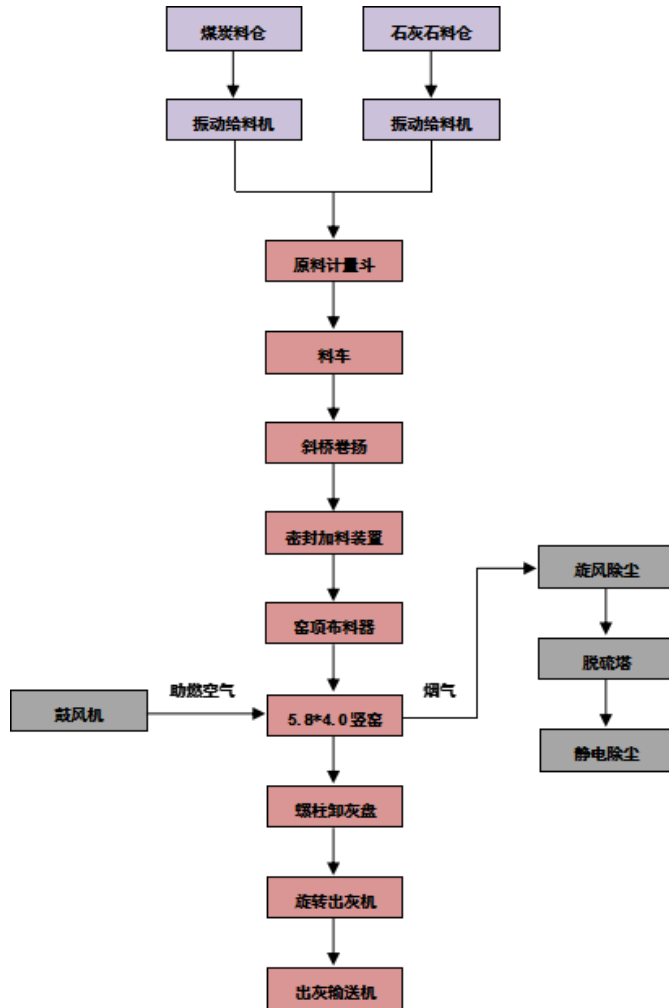 煤炭料仓
石灰石料仓
振动给料机
振动给料机
原料计量斗
料车
斜桥卷扬
密封加料装置
旋风除尘
窑顶布料器
脱硫塔
助燃空气
烟气
鼓风机
5.8*4.0竖窑
静电除尘
螺柱卸灰盘
旋转出灰机
出灰输送机